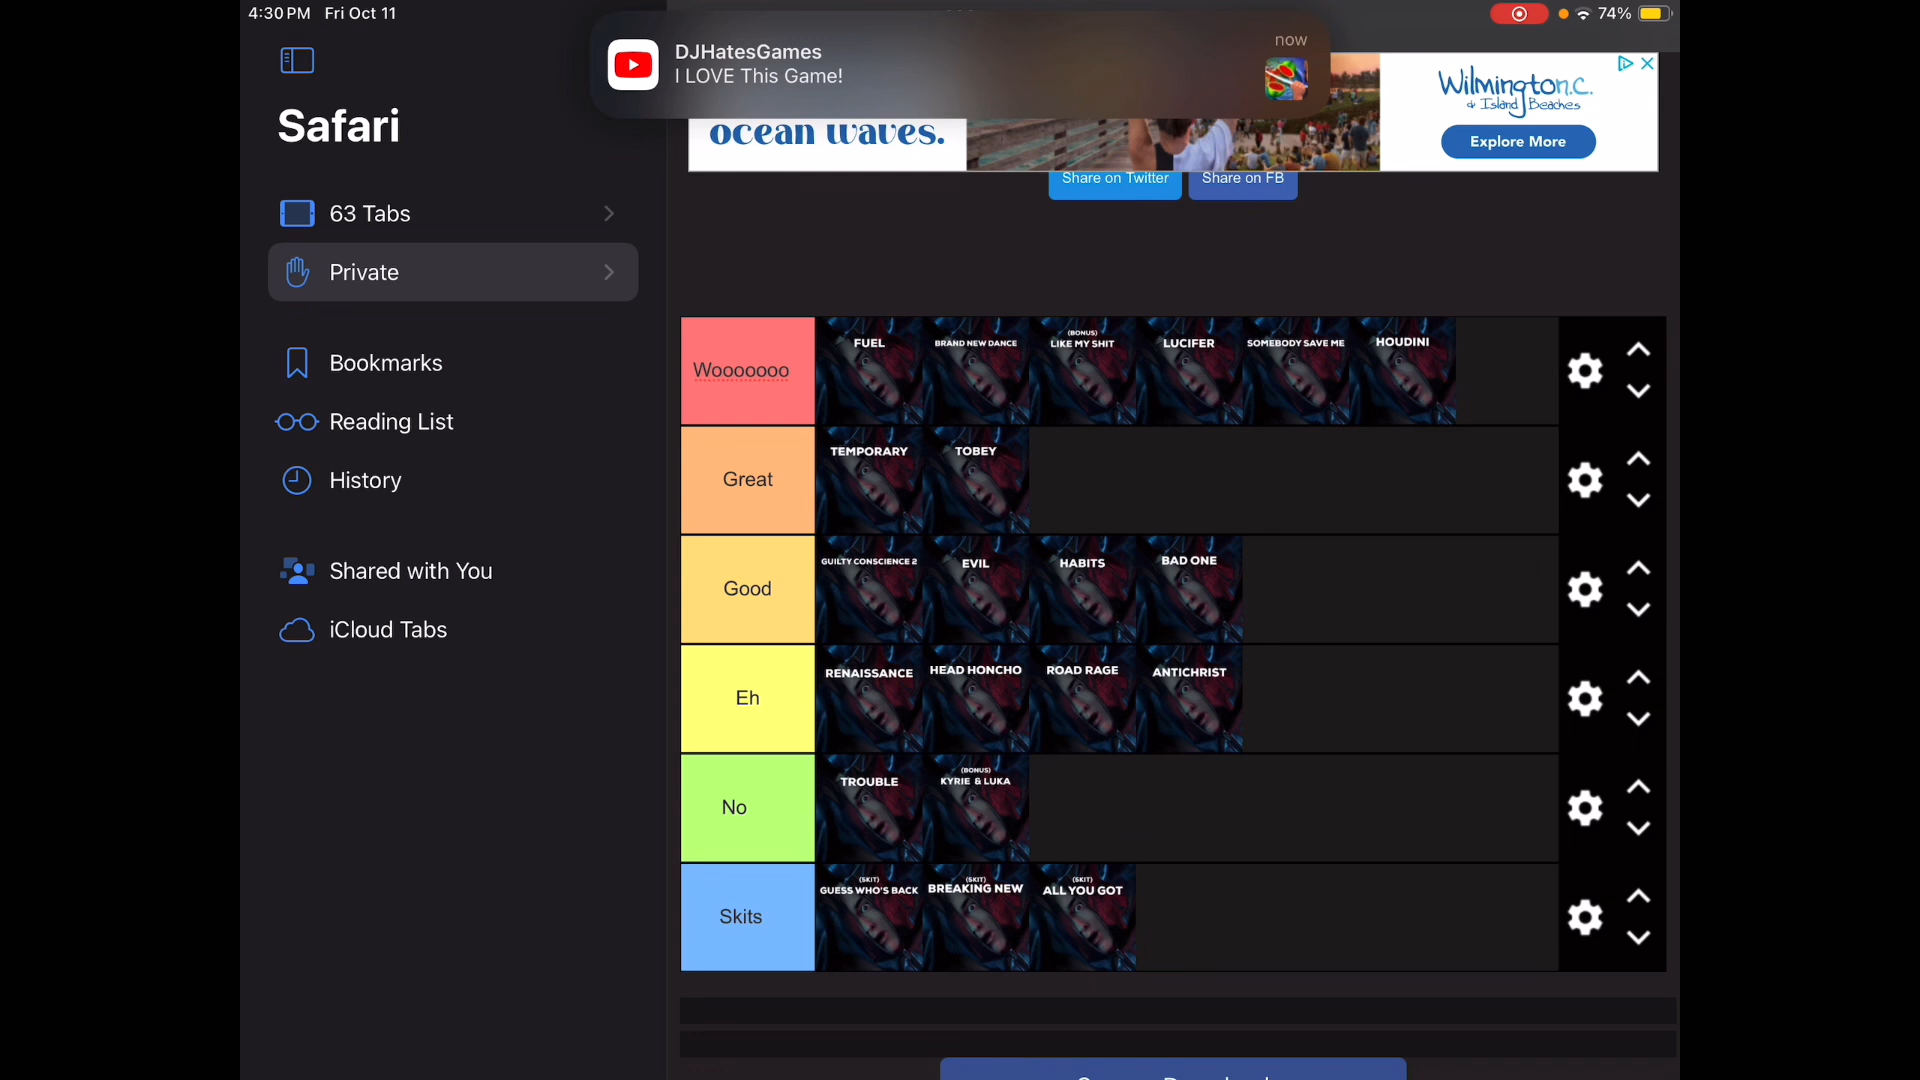 4:30 PM Fri Oct 11
74%
DJHatesGames
now
I LOVE This Game!
Safari
63 Tabs
Private
Bookmarks
Reading List
History
Shared with You
iCloud Tabs
ocean waves.
Wilmington, n.c.
& Island Beaches
Explore More
Share on Twitter
Share on FB
Wooooooo
FUEL
BRAND NEW DANCE
(BONUS)
LIKE MY SHIT
LUCIFER
SOMEBODY SAVE ME
HOUDINI
Great
TEMPORARY
TOBEY
Good
GUILTY CONSCIENCE 2
EVIL
HABITS
BAD ONE
Eh
RENAISSANCE
HEAD HONCHO
ROAD RAGE
ANTICHRIST
No
TROUBLE
(BONUS)
KYRIE & LUKA
Skits
(SKIT)
GUESS WHO'S BACK
(SKIT)
BREAKING NEW
(SKIT)
ALL YOU GOT